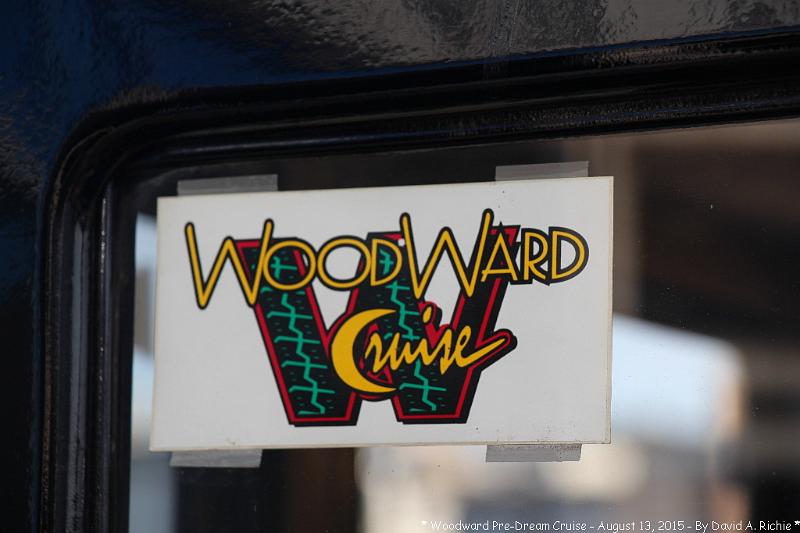 WOODWARD
Cruise
* Woodward Pre-Dream Cruise - August 13, 2015 - By David A. Richie *